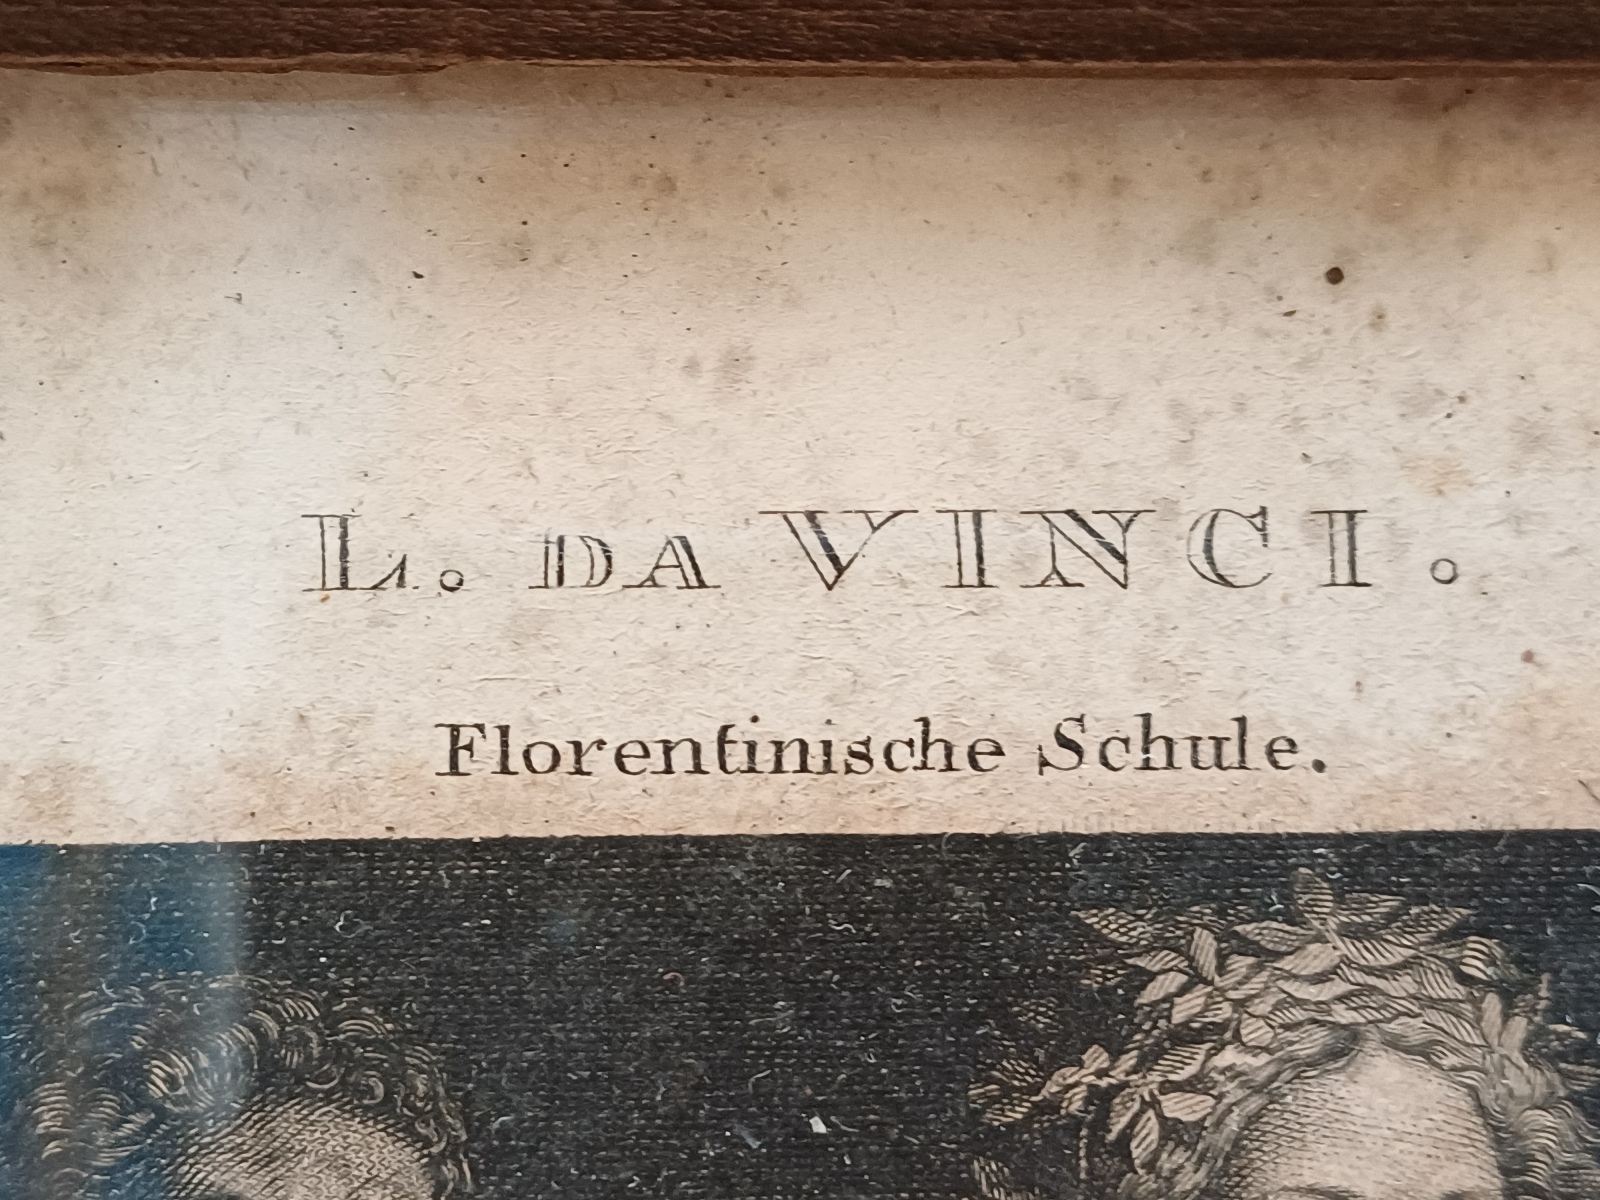 L. DA VINCI.
Florentinische Schule.